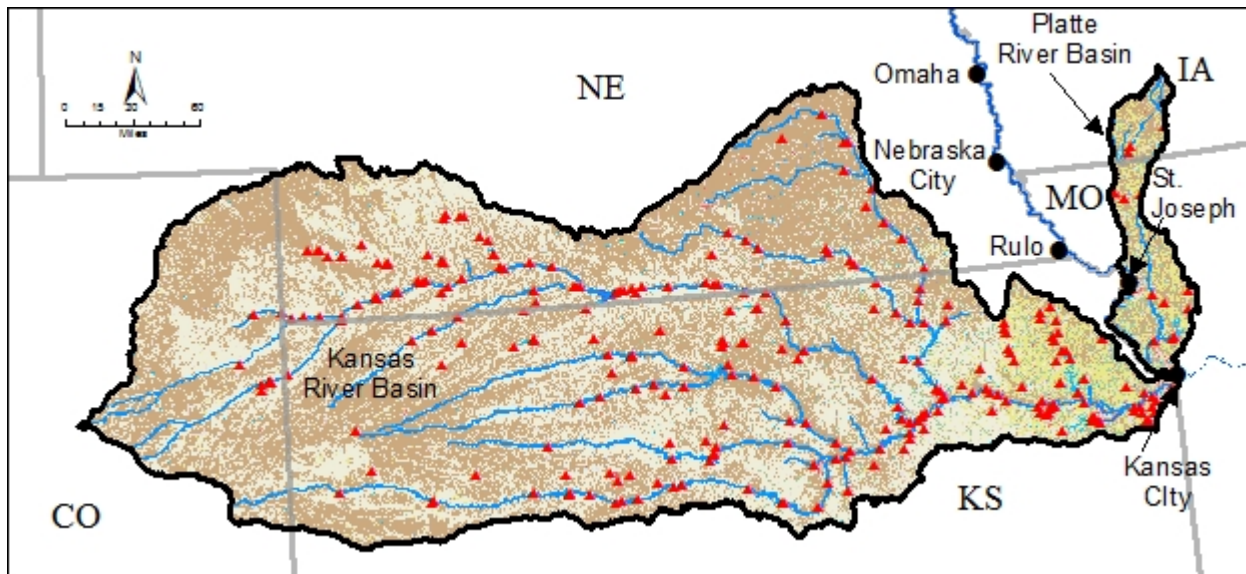 Platte
River Basin
IA
N
NE
Omaha
0 15 30 60
Miles
Nebraska
City
MO
St.
Joseph
Rulo
Kansas
River Basin
Kansas
CIty
KS
CO